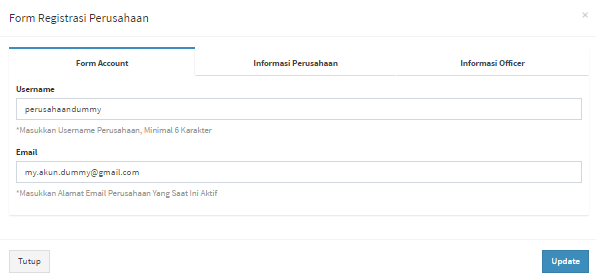 Form Registrasi Perusahaan
×
Form Account
Informasi Perusahaan
Informasi Officer
Username
perusahaandummy
*Masukkan Username Perusahaan, Minimal 6 Karakter
Email
my.akun.dummy@gmail.com
*Masukkan Alamat Email Perusahaan Yang Saat Ini Aktif
Tutup
Update